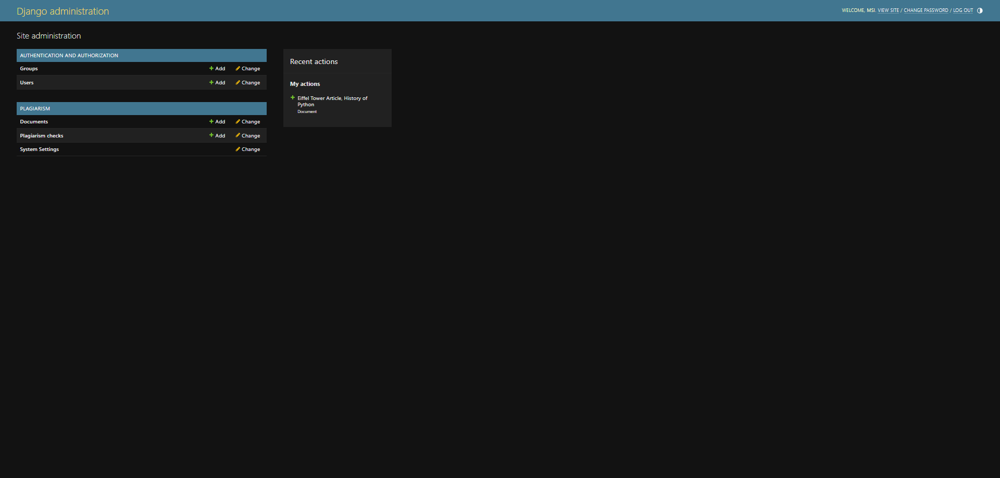 Django administration
WELCOME, MSI. VIEW SITE / CHANGE PASSWORD / LOG OUT
Site administration
AUTHENTICATION AND AUTHORIZATION
Groups Add Change
Users Add Change
PLAGIARISM
Documents Add Change
Plagiarism checks Add Change
System Settings Change
Recent actions
My actions
Eiffel Tower Article, History of
Python
Document